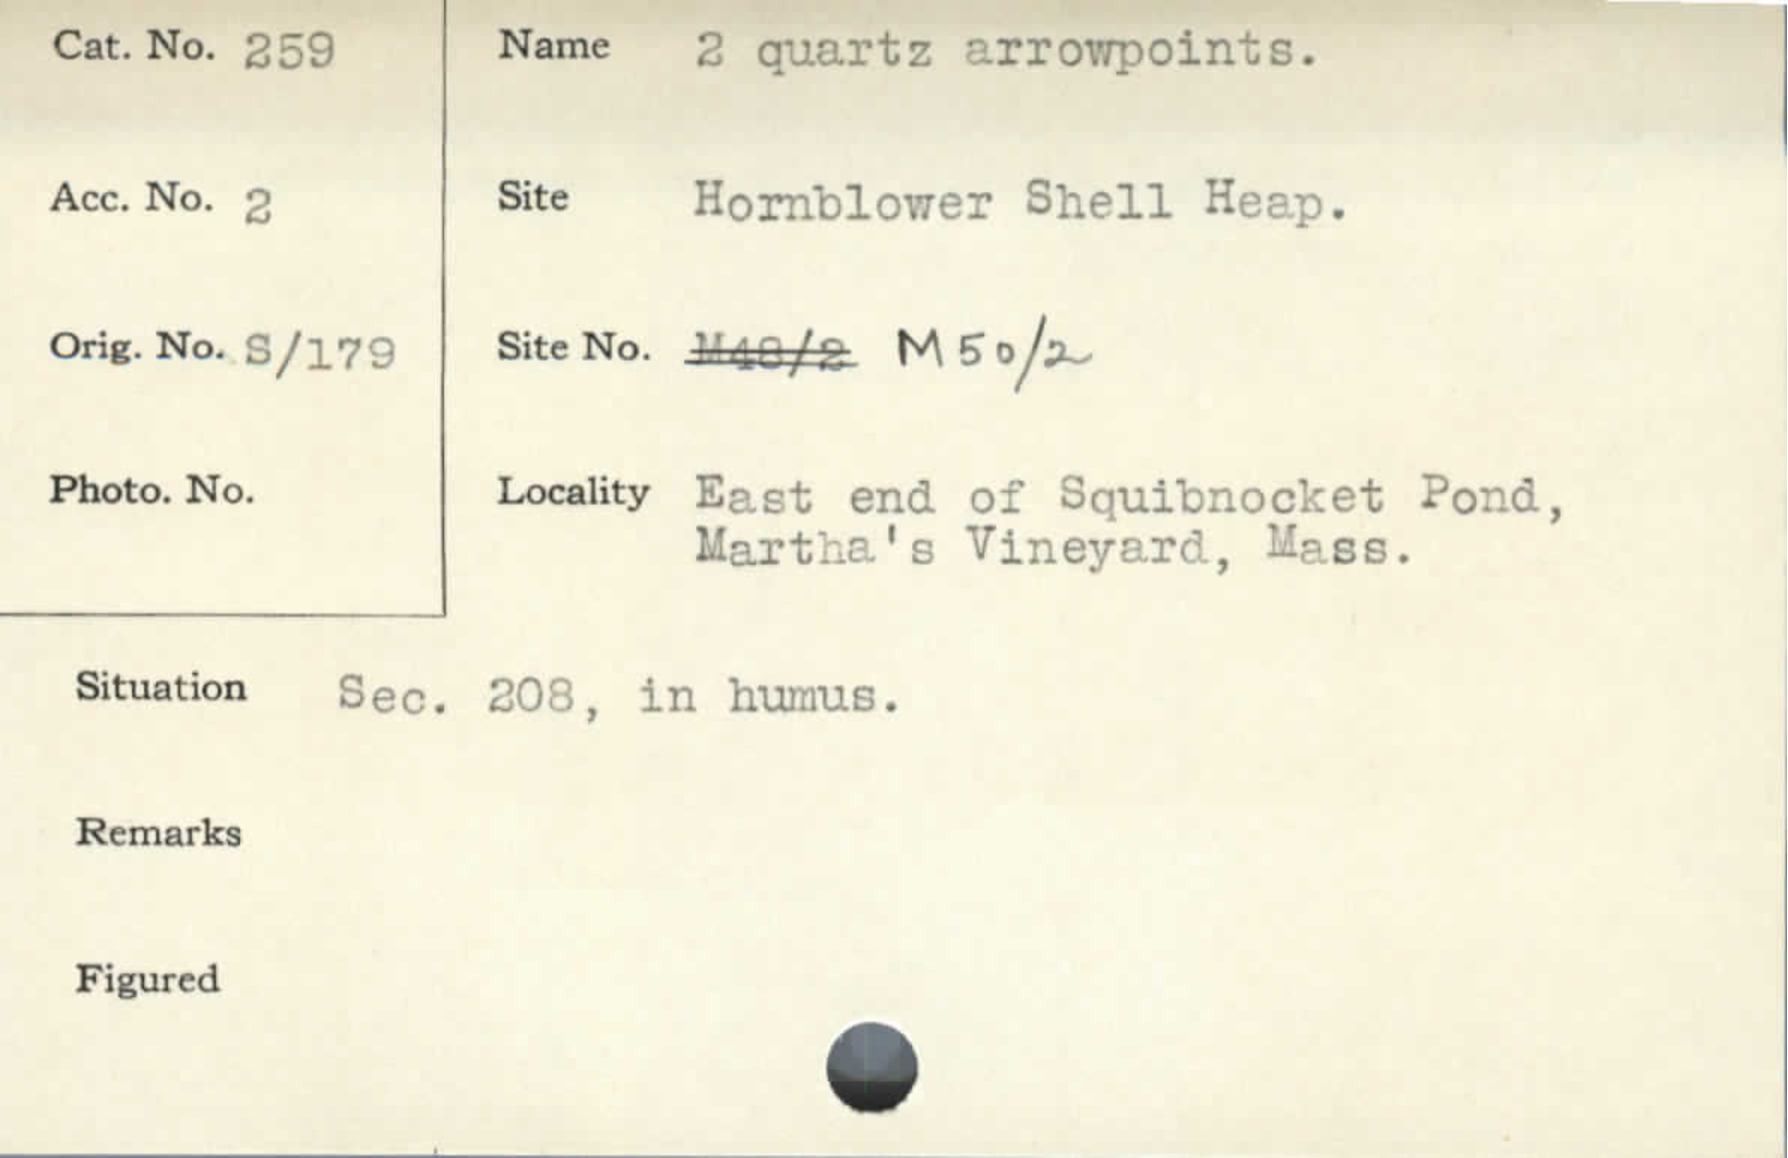 Cat. No. 259
Name 2 quartz arrowpoints.
Acc. No. 2
Site Hornblower Shell Heap.
Orig. No. S/179
Site No. M48/2 M50/2
Photo. No.
Locality East end of Squibnocket Pond,
Martha's Vineyard, Mass.
Situation Sec. 208, in humus.
Remarks
Figured